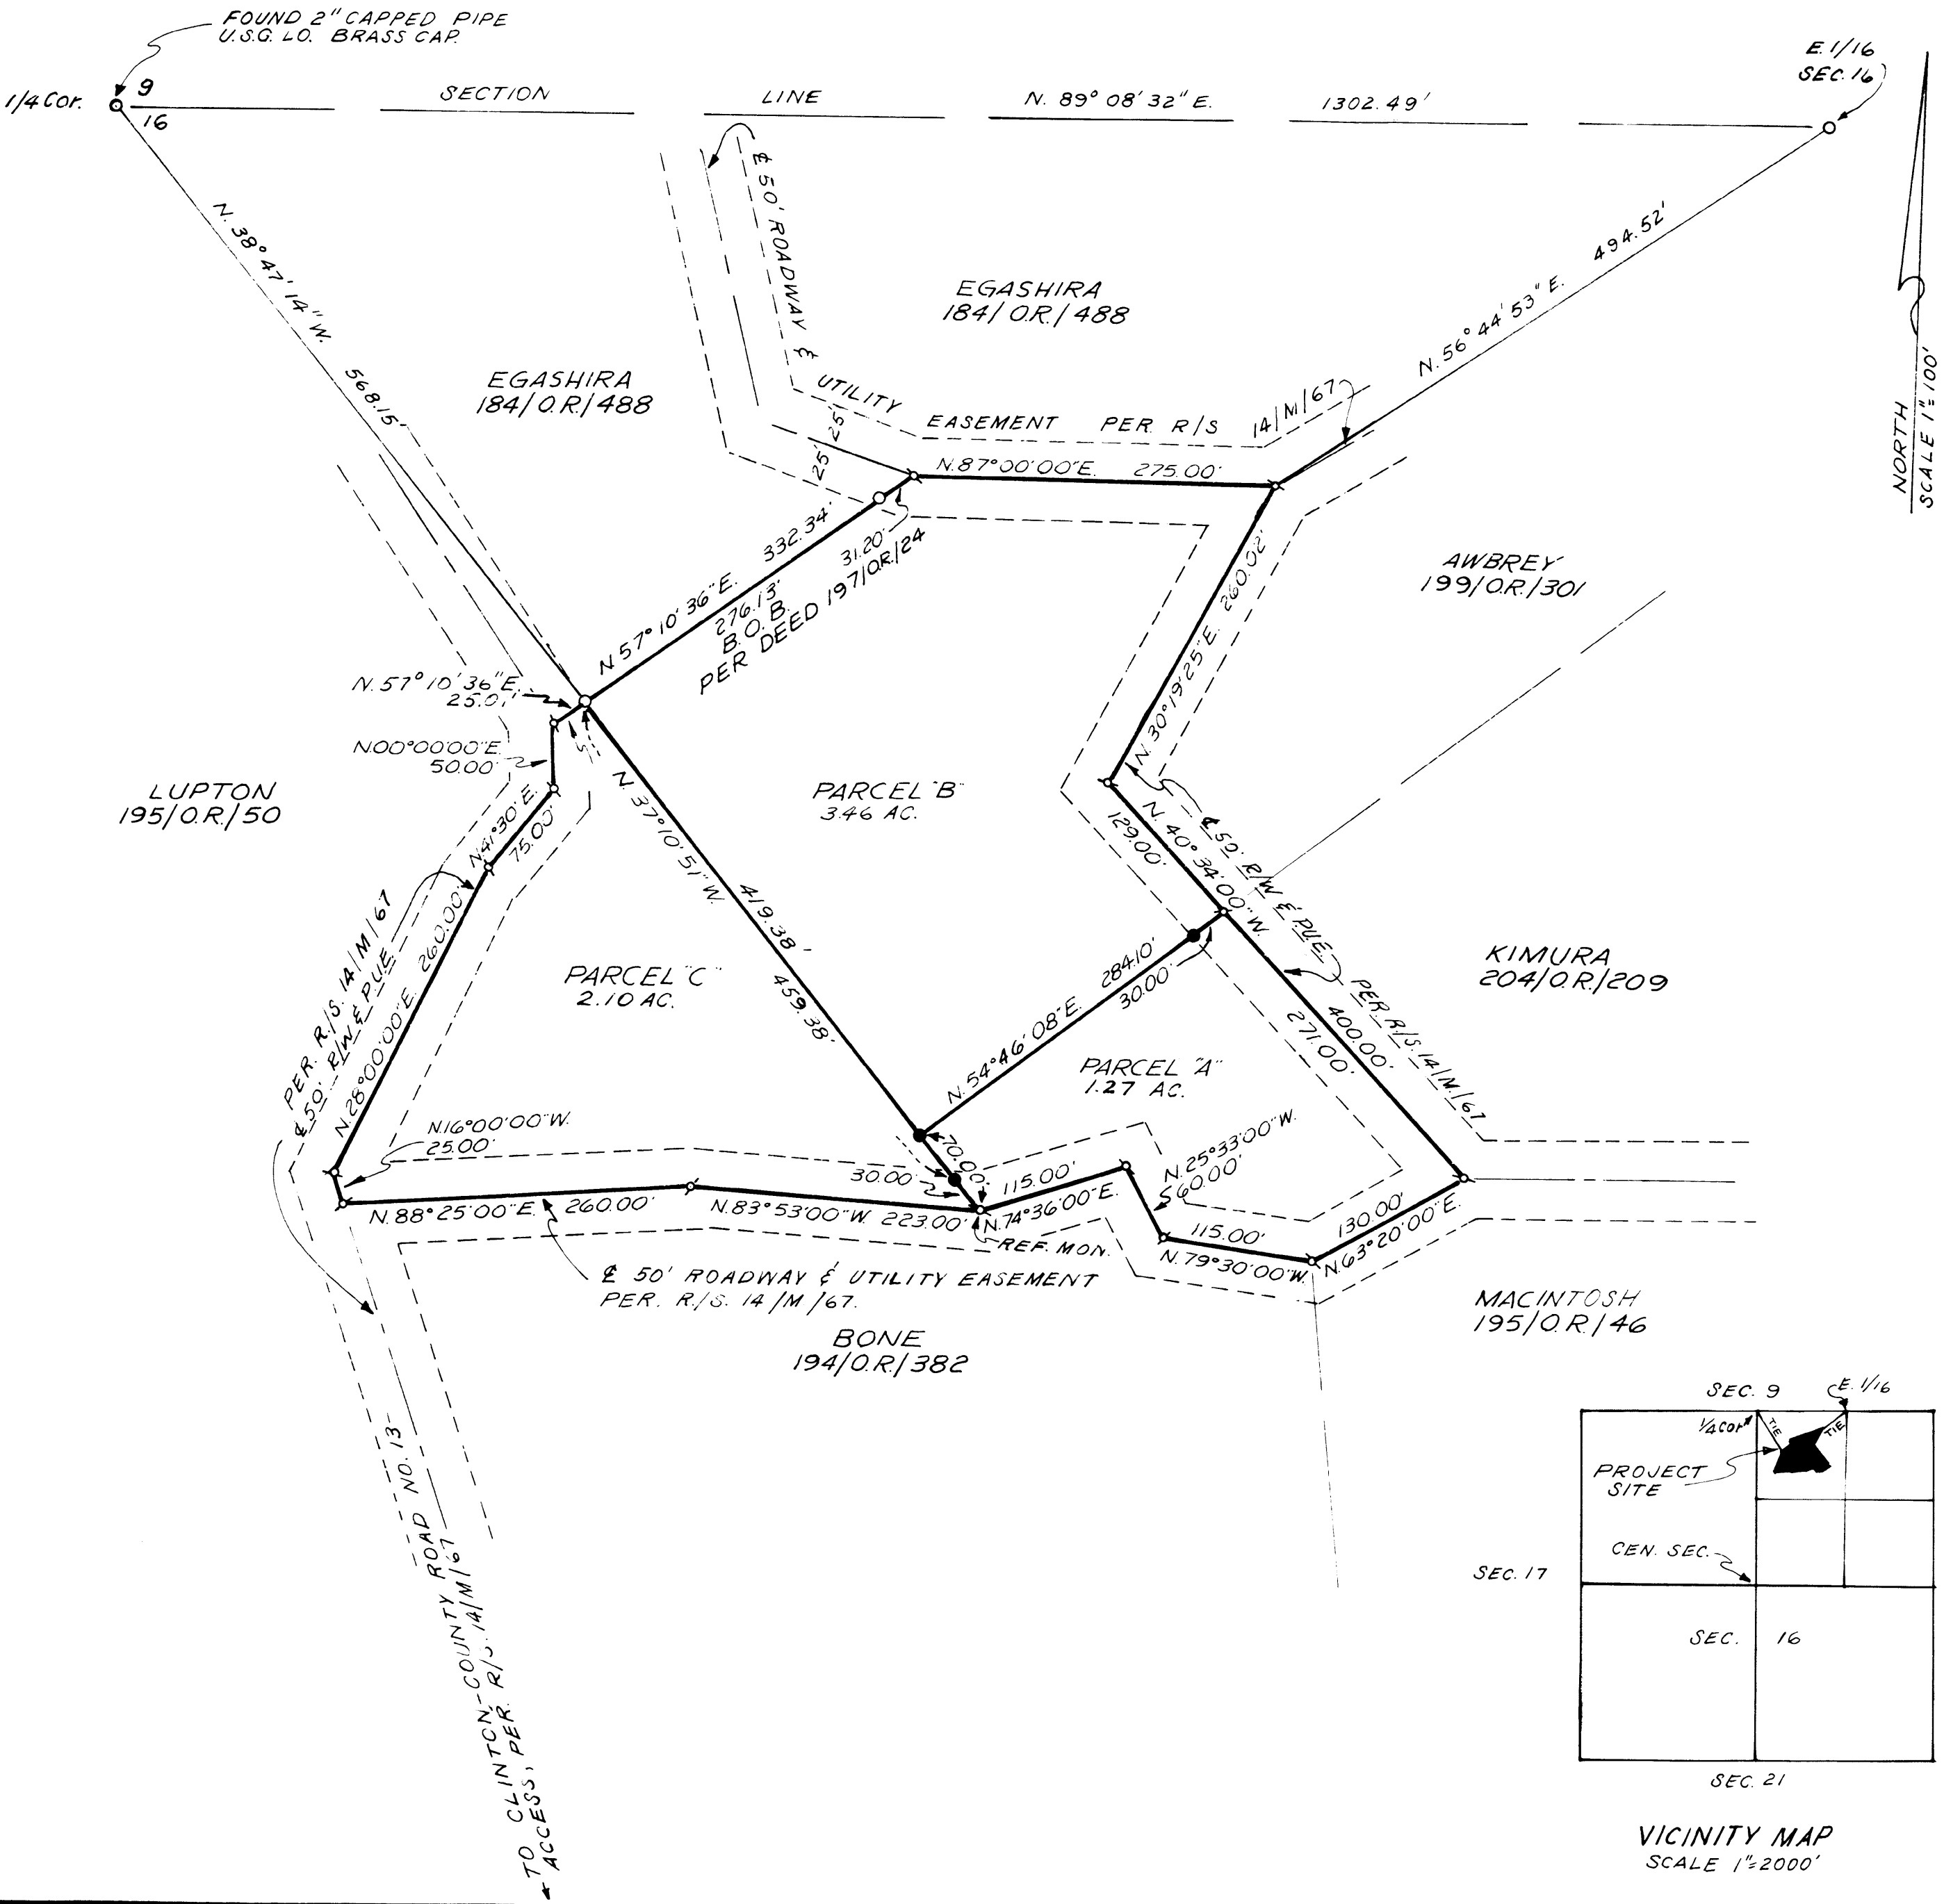 FOUND 2" CAPPED PIPE
U.S.G. LO. BRASS CAP.
1/4 Cor.
9
16
SECTION LINE N. 89° 08' 32" E. 1302.49'
E. 1/16
SEC. 16
NORTH
SCALE 1"=100'
N. 38° 47' 14" W. 568.15'
N. 56° 44' 53" E. 494.52'
℄ 50' ROADWAY & UTILITY EASEMENT PER R/S 14/M/67
EGASHIRA
184/O.R./488
EGASHIRA
184/O.R./488
25' 25'
N. 87°00'00"E. 275.00'
N. 57° 10' 36" E. 332.34'
31.20'
276.13'
B.O.B.
PER DEED 197/O.R./24
AWBREY
199/O.R./301
N. 30°19'25"E. 260.02'
N. 57° 10' 36" E.
N.00°00'00"E.
50.00'
LUPTON
195/O.R./50
N.41°30' E.
75.00'
PARCEL "B"
3.46 AC.
N. 37° 10' 51" W. 419.38'
459.38'
N. 40° 34' 00" W.
129.00'
℄ 50' R/W & P.U.E. PER. R./S. 14/M./67
PER. R./S. 14/M/67
℄ 50' R/W & P.U.E.
N. 28°00'00"E. 260.00'
PARCEL "C"
2.10 AC.
N. 54° 46' 08" E. 284.10'
30.00'
KIMURA
204/O.R./209
400.00'
271.00'
PARCEL "A"
1.27 AC.
N.16°00'00"W.
25.00'
70.00'
30.00'
115.00'
N. 74°36'00"E.
N. 25°33'00"W.
60.00'
N. 88° 25' 00" E. 260.00'
N. 83° 53' 00" W. 223.00'
REF. MON.
115.00'
N. 79° 30' 00" W.
130.00'
N. 63° 20' 00" E.
℄ 50' ROADWAY & UTILITY EASEMENT
PER. R./S. 14/M/67.
BONE
194/O.R./382
MACINTOSH
195/O.R./46
TO CLINTON-COUNTY ROAD NO. 13
ACCESS, PER. R/S. 14/M/67
SEC. 9
E. 1/16
1/4 Cor
TIE
TIE
PROJECT
SITE
CEN. SEC.
SEC. 17
SEC. 16
SEC. 21
VICINITY MAP
SCALE 1"=2000'